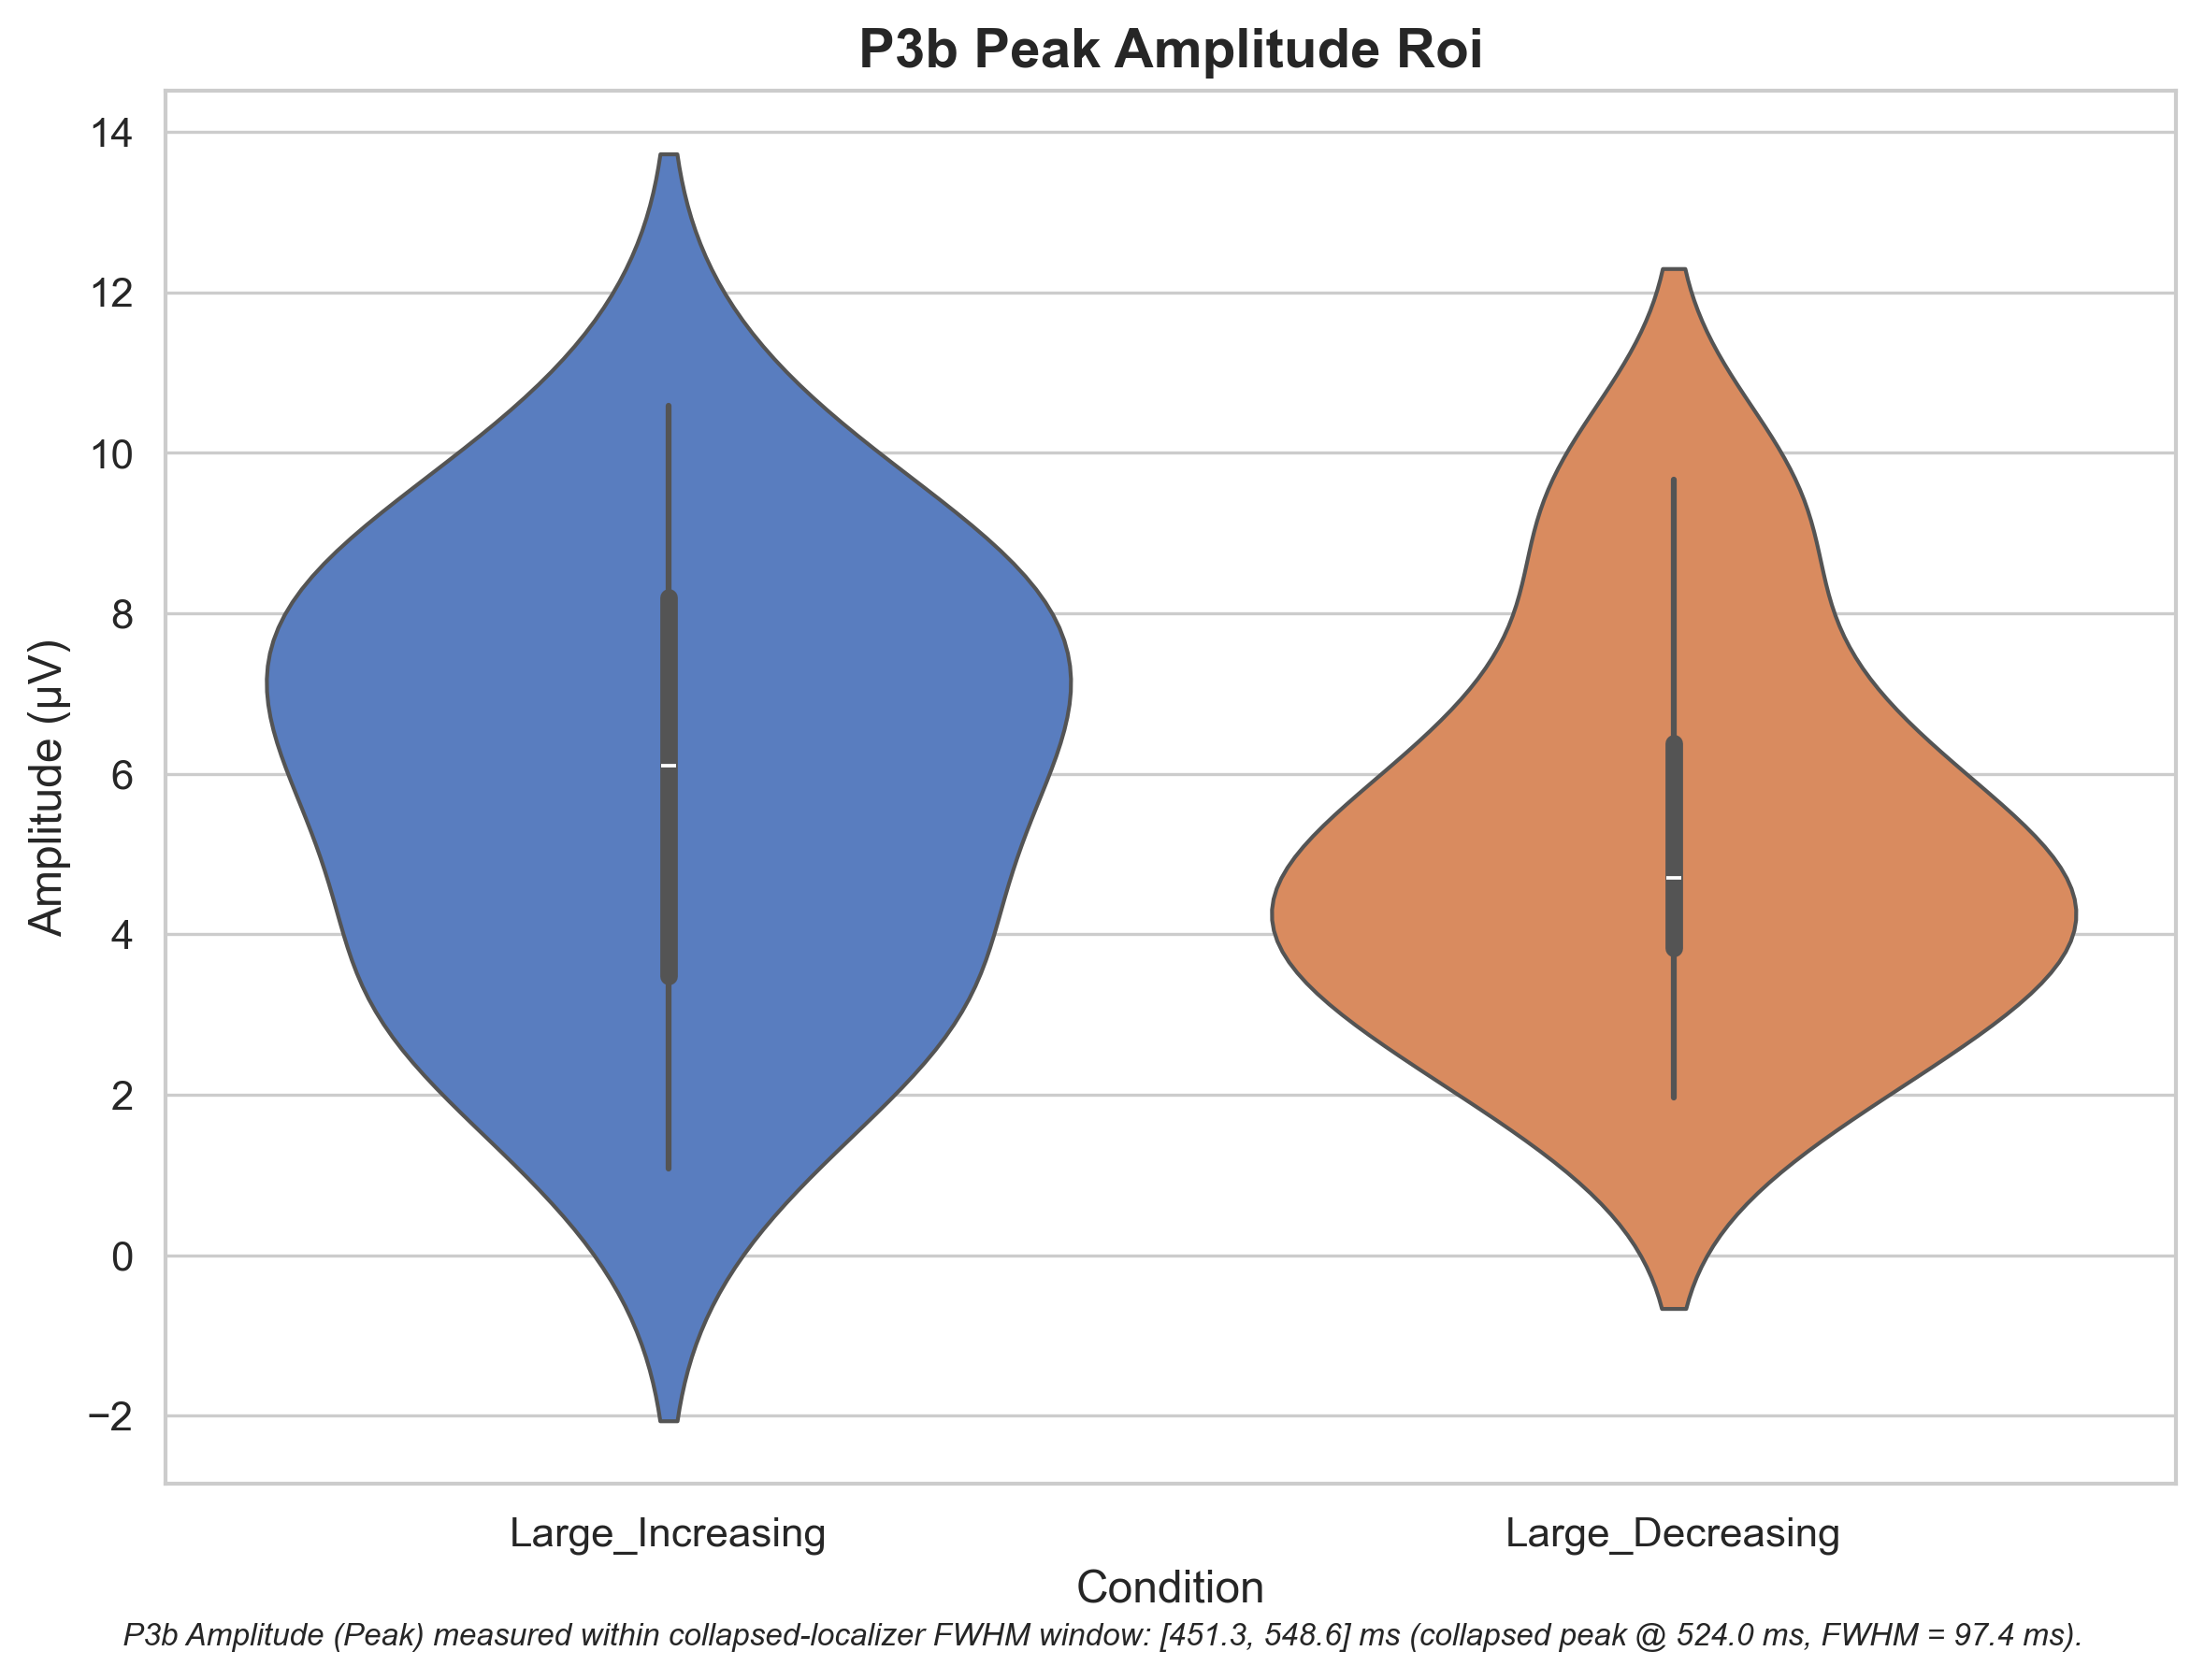 P3b Peak Amplitude Roi
Amplitude (µV)
14
12
10
8
6
4
2
0
−2
Large_Increasing
Large_Decreasing
Condition
P3b Amplitude (Peak) measured within collapsed-localizer FWHM window: [451.3, 548.6] ms (collapsed peak @ 524.0 ms, FWHM = 97.4 ms).